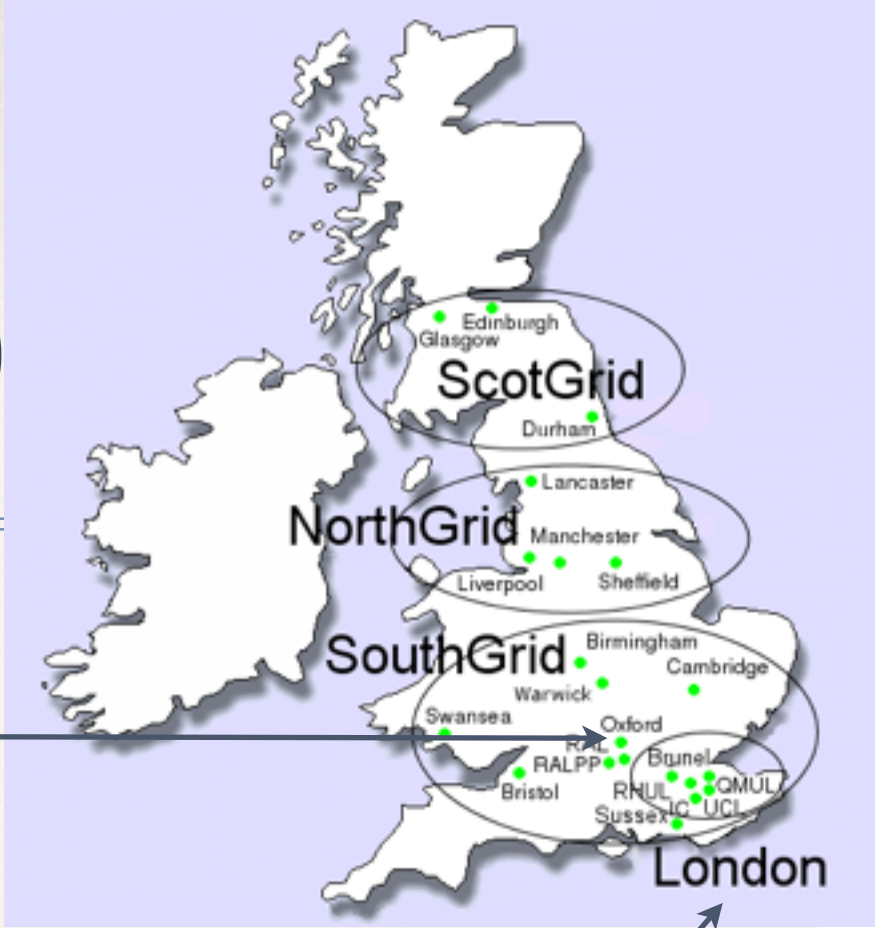 Edinburgh
Glasgow
ScotGrid
Durham
Lancaster
NorthGrid
Manchester
Liverpool
Sheffield
SouthGrid
Birmingham
Cambridge
Warwick
Swansea
Oxford
RAL
RALPP
Brunel
Bristol
RHUL
QMUL
IC
UCL
Sussex
London